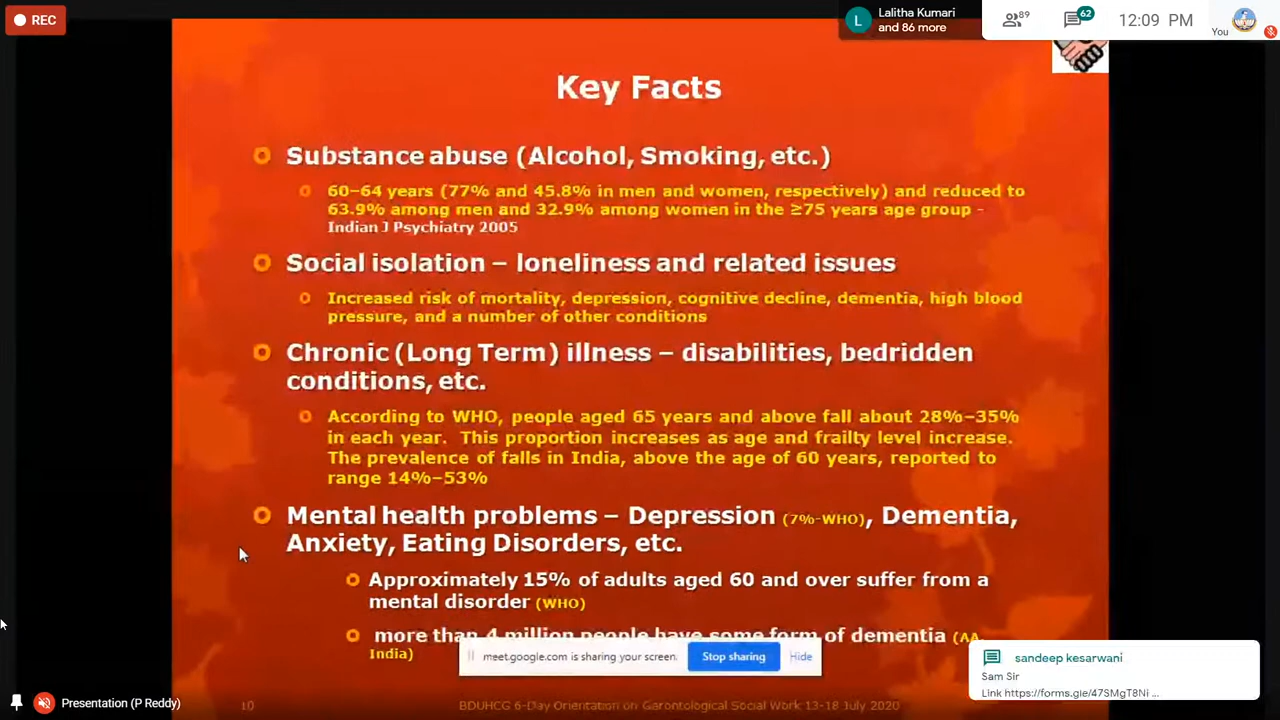 REC
L
Lalitha Kumari
and 86 more
89
62
12:09 PM
You
Key Facts
Substance abuse (Alcohol, Smoking, etc.)
60–64 years (77% and 45.8% in men and women, respectively) and reduced to
63.9% among men and 32.9% among women in the ≥75 years age group -
Indian J Psychiatry 2005
Social isolation – loneliness and related issues
Increased risk of mortality, depression, cognitive decline, dementia, high blood
pressure, and a number of other conditions
Chronic (Long Term) illness – disabilities, bedridden
conditions, etc.
According to WHO, people aged 65 years and above fall about 28%–35%
in each year. This proportion increases as age and frailty level increase.
The prevalence of falls in India, above the age of 60 years, reported to
range 14%–53%
Mental health problems – Depression (7%-WHO), Dementia,
Anxiety, Eating Disorders, etc.
Approximately 15% of adults aged 60 and over suffer from a
mental disorder (WHO)
more than 4 million people have some form of dementia (AA,
India)
meet.google.com is sharing your screen.
Stop sharing
Hide
sandeep kesarwani
Sam Sir
Link https://forms.gle/47SMgT8Ni ...
Presentation (P Reddy)
10
BDUHCG 6-Day Orientation on Garontological Social Work 13-18 July 2020